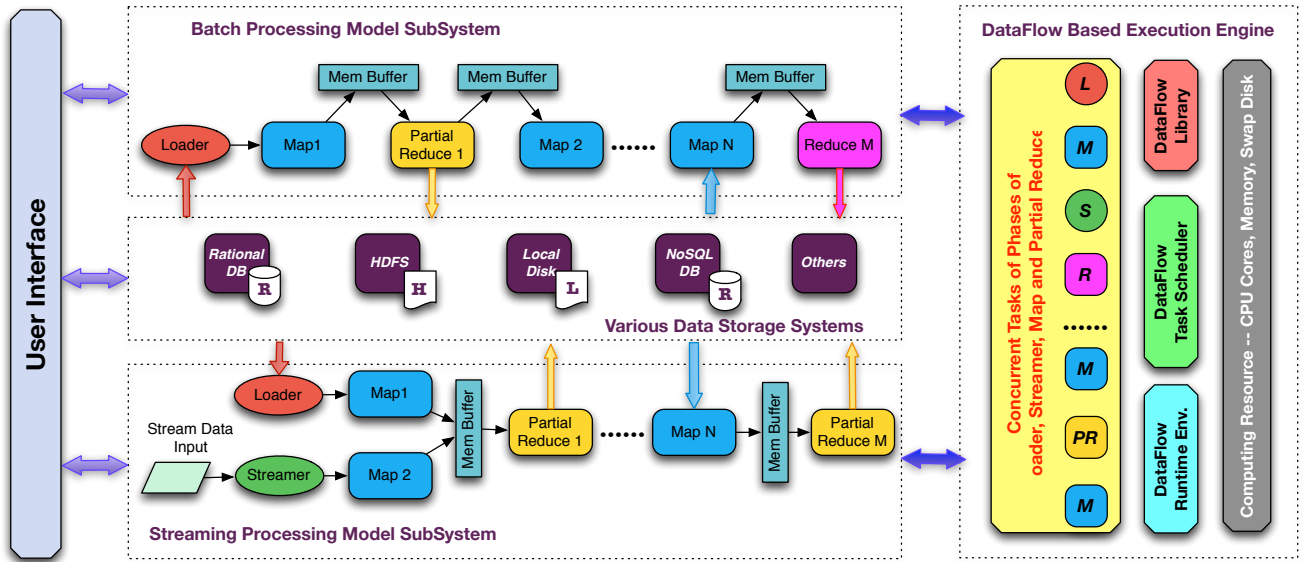 User Interface
Batch Processing Model SubSystem
Mem Buffer
Mem Buffer
Mem Buffer
Loader
Map1
Partial
Reduce 1
Map 2
......
Map N
Reduce M
Rational
DB
R
HDFS
H
Local
Disk
L
NoSQL
DB
R
Others
Various Data Storage Systems
Loader
Map1
Stream Data
Input
Streamer
Map 2
Mem Buffer
Partial
Reduce 1
......
Map N
Mem Buffer
Partial
Reduce M
Streaming Processing Model SubSystem
DataFlow Based Execution Engine
Concurrent Tasks of Phases of
oader, Streamer, Map and Partial Reduce
L
M
S
R
......
M
PR
M
DataFlow
Library
DataFlow
Task Scheduler
DataFlow
Runtime Env.
Computing Resource -- CPU Cores, Memory, Swap Disk